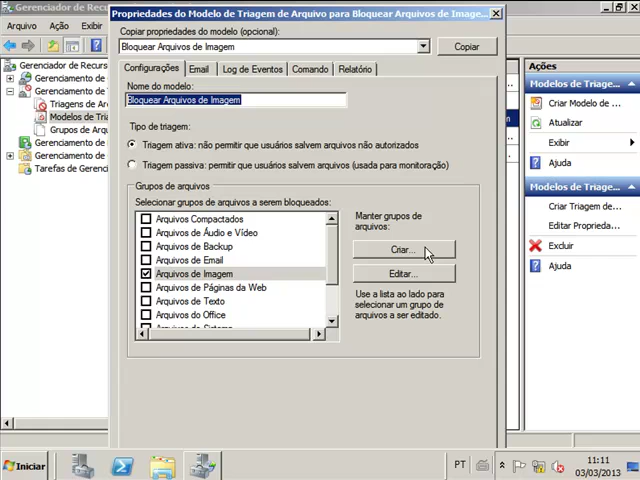 Gerenciador de Recurs
Propriedades do Modelo de Triagem de Arquivo para Bloquear Arquivos de Image...
Arquivo
Ação
Exibir
Gerenciador de Recurso
Gerenciamento de
Gerenciamento de
Triagens de Ar
Modelos de Tria
Grupos de Arqu
Gerenciamento de
Gerenciamento de
Tarefas de Gerenc
Copiar propriedades do modelo (opcional):
Bloquear Arquivos de Imagem
Copiar
Configurações
Email
Log de Eventos
Comando
Relatório
Nome do modelo:
Bloquear Arquivos de Imagem
Tipo de triagem:
Triagem ativa: não permitir que usuários salvem arquivos não autorizados
Triagem passiva: permitir que usuários salvem arquivos (usada para monitoração)
Grupos de arquivos
Selecionar grupos de arquivos a serem bloqueados:
Arquivos Compactados
Arquivos de Áudio e Vídeo
Arquivos de Backup
Arquivos de Email
Arquivos de Imagem
Arquivos de Páginas da Web
Arquivos de Texto
Arquivos do Office
Arquivos de Sistema
Manter grupos de
arquivos:
Criar...
Editar...
Use a lista ao lado para
selecionar um grupo de
arquivos a ser editado.
Ações
Modelos de Triage...
Criar Modelo de ...
Atualizar
Exibir
Ajuda
Modelos de Triage...
Criar Triagem de...
Editar Proprieda...
Excluir
Ajuda
Iniciar
PT
11:11
03/03/2013